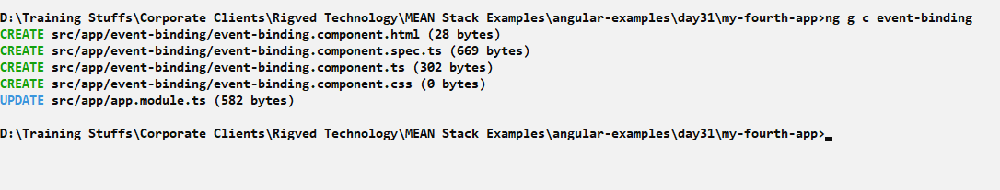 D:\Training Stuffs\Corporate Clients\Rigved Technology\MEAN Stack Examples\angular-examples\day31\my-fourth-app>ng g c event-binding
CREATE src/app/event-binding/event-binding.component.html (28 bytes)
CREATE src/app/event-binding/event-binding.component.spec.ts (669 bytes)
CREATE src/app/event-binding/event-binding.component.ts (302 bytes)
CREATE src/app/event-binding/event-binding.component.css (0 bytes)
UPDATE src/app/app.module.ts (582 bytes)
D:\Training Stuffs\Corporate Clients\Rigved Technology\MEAN Stack Examples\angular-examples\day31\my-fourth-app>